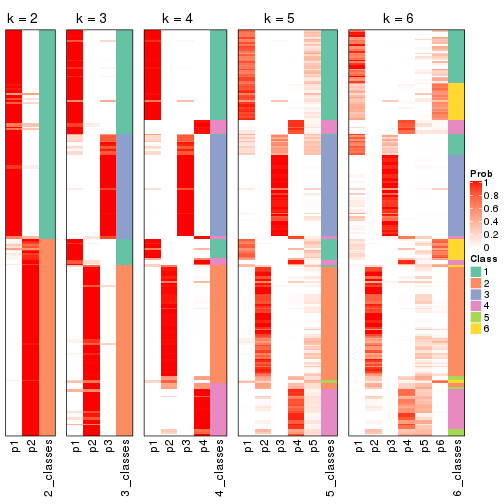 k = 2
k = 3
k = 4
k = 5
k = 6
Prob
1
0.8
0.6
0.4
0.2
0
Class
1
2
3
4
5
6
p1
p2
2_classes
p1
p2
p3
3_classes
p1
p2
p3
p4
4_classes
p1
p2
p3
p4
p5
5_classes
p1
p2
p3
p4
p5
p6
6_classes